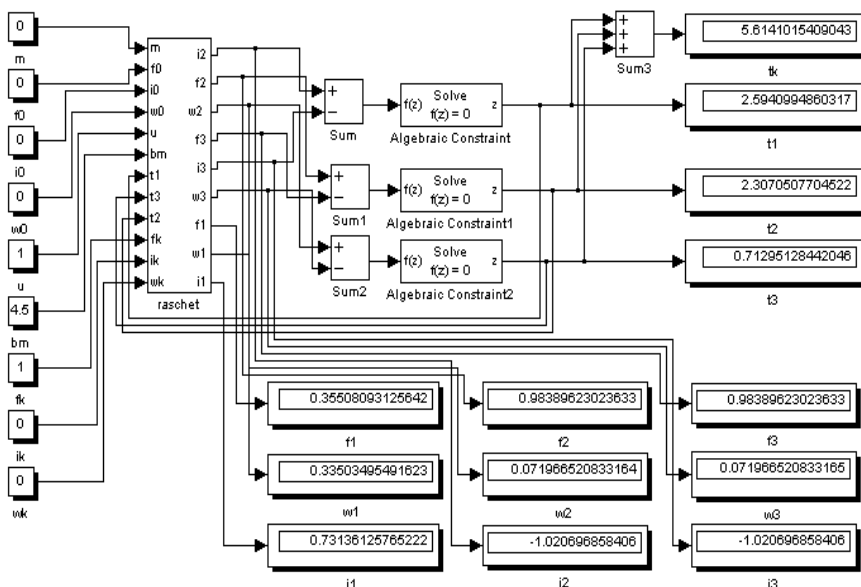 0
m
0
f0
0
i0
0
w0
1
u
4.5
bm
1
fk
0
ik
0
wk
m
f0
i0
w0
u
bm
t1
t3
t2
fk
ik
wk
i2
f2
w2
f3
i3
w3
f1
w1
i1
raschet
+
−
Sum
+
−
Sum1
+
−
Sum2
f(z) Solve f(z) = 0 z
Algebraic Constraint
f(z) Solve f(z) = 0 z
Algebraic Constraint1
f(z) Solve f(z) = 0 z
Algebraic Constraint2
+
+
+
Sum3
5.6141015409043
tk
2.5940994860317
t1
2.3070507704522
t2
0.71295128442046
t3
0.35508093125642
f1
0.98389623023633
f2
0.98389623023633
f3
0.33503495491623
w1
0.071966520833164
w2
0.071966520833165
w3
0.73136125765222
i1
-1.020696858406
i2
-1.020696858406
i3